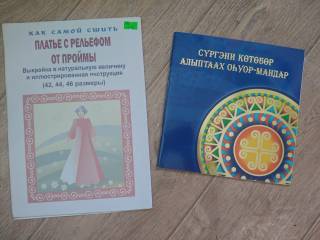 КАК САМОЙ СШИТЬ
ПЛАТЬЕ С РЕЛЬЕФОМ
ОТ ПРОЙМЫ
Выкройка в натуральную величину
и иллюстрированная инструкция
(42, 44, 46 размеры)
СҮРГЭНИ КӨТӨБӨР
АЛЫПТААХ ОҺУОР-МАНДАР